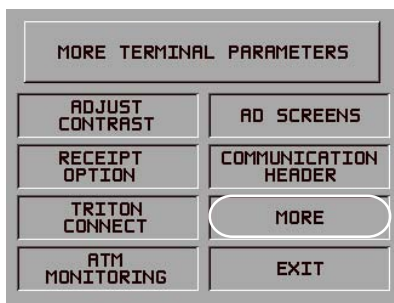 MORE TERMINAL PARAMETERS
ADJUST
CONTRAST
AD SCREENS
RECEIPT
OPTION
COMMUNICATION
HEADER
TRITON
CONNECT
MORE
ATM
MONITORING
EXIT